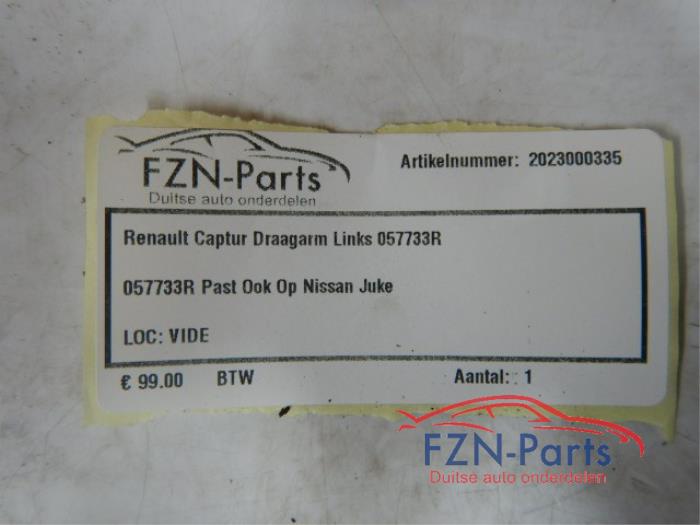 FZN-Parts
Duitse auto onderdelen
Artikelnummer: 2023000335
Renault Captur Draagarm Links 057733R
057733R Past Ook Op Nissan Juke
LOC: VIDE
€ 99.00 BTW Aantal: 1
FZN-Parts
Duitse auto onderdelen